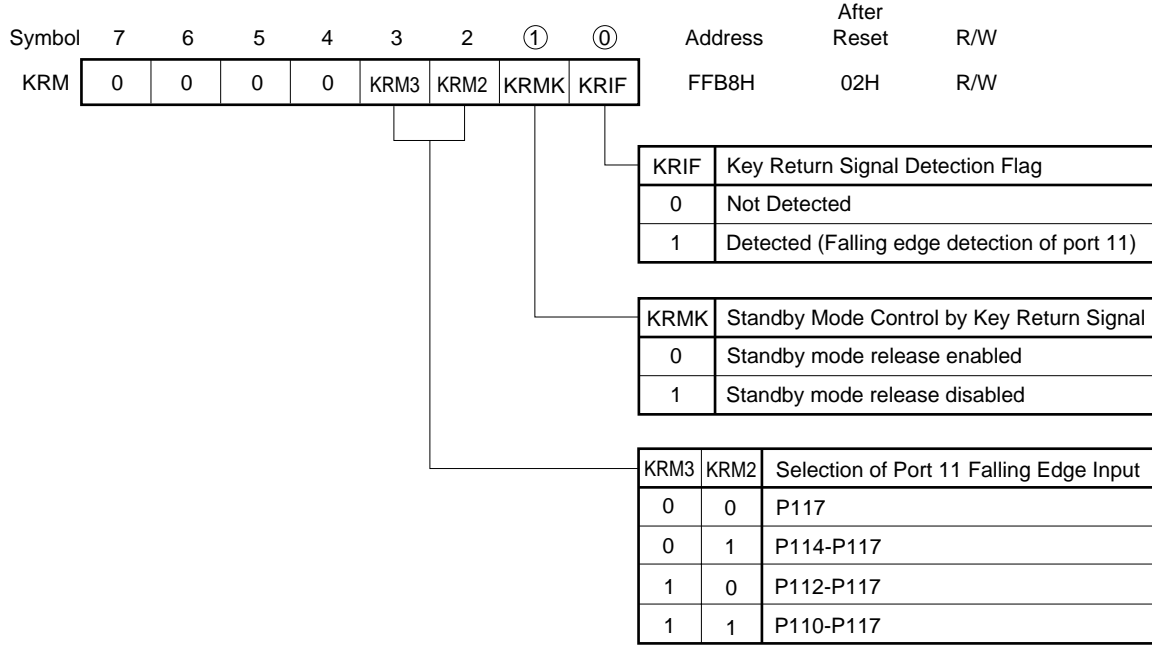 After
Symbol 7 6 5 4 3 2 1 0 Address Reset R/W
KRM 0 0 0 0 KRM3 KRM2 KRMK KRIF FFB8H 02H R/W
KRIF Key Return Signal Detection Flag
0 Not Detected
1 Detected (Falling edge detection of port 11)
KRMK Standby Mode Control by Key Return Signal
0 Standby mode release enabled
1 Standby mode release disabled
KRM3 KRM2 Selection of Port 11 Falling Edge Input
0 0 P117
0 1 P114-P117
1 0 P112-P117
1 1 P110-P117